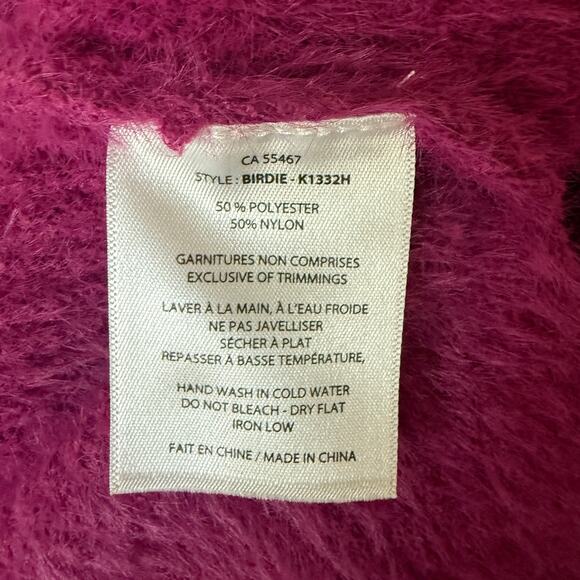 CA 55467
STYLE : BIRDIE - K1332H
50 % POLYESTER
50% NYLON
GARNITURES NON COMPRISES
EXCLUSIVE OF TRIMMINGS
LAVER À LA MAIN, À L'EAU FROIDE
NE PAS JAVELLISER
SÉCHER À PLAT
REPASSER À BASSE TEMPÉRATURE,
HAND WASH IN COLD WATER
DO NOT BLEACH - DRY FLAT
IRON LOW
FAIT EN CHINE / MADE IN CHINA